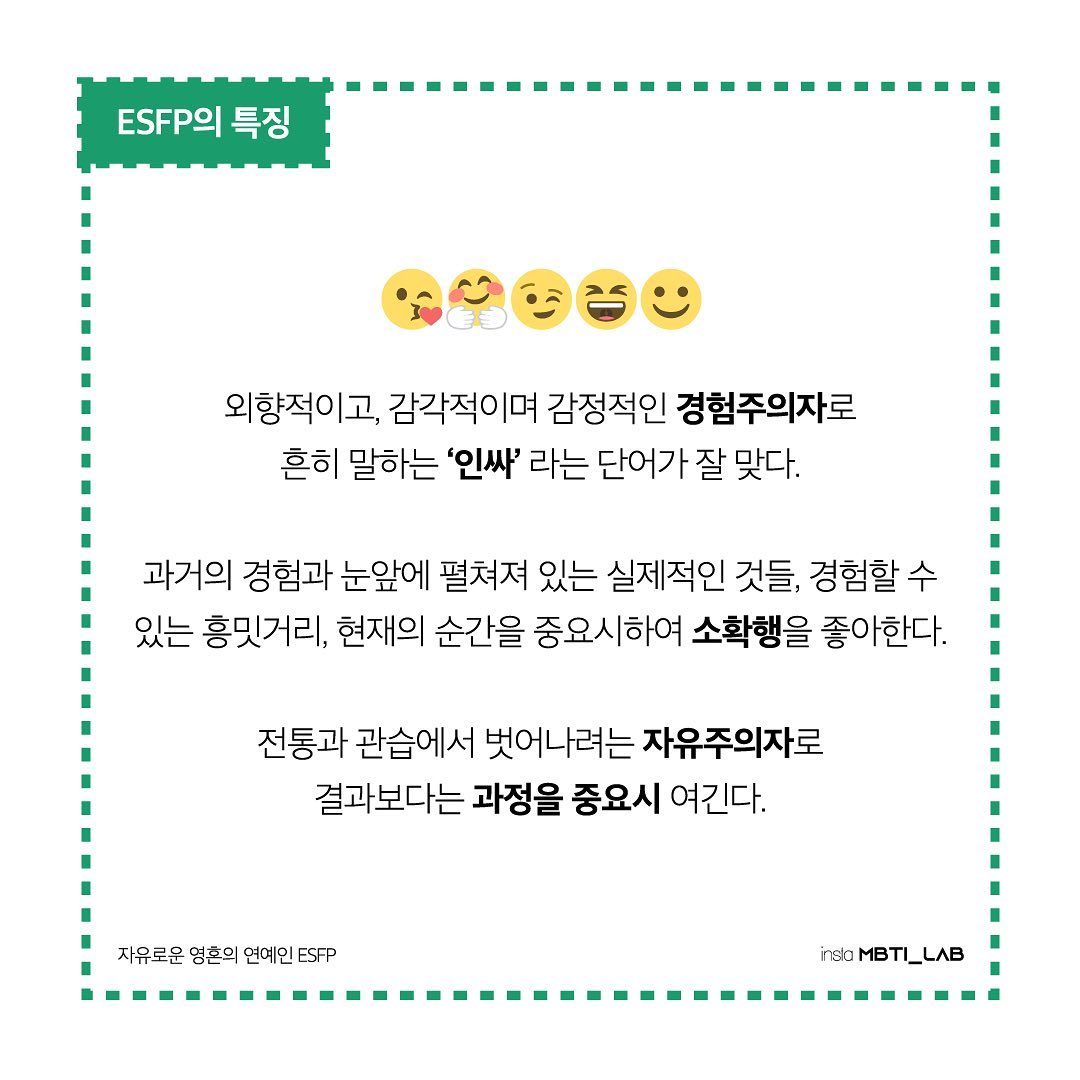 ESFP의 특징
외향적이고, 감각적이며 감정적인 경험주의자로
흔히 말하는 ‘인싸’ 라는 단어가 잘 맞다.
과거의 경험과 눈앞에 펼쳐져 있는 실제적인 것들, 경험할 수
있는 흥밋거리, 현재의 순간을 중요시하여 소확행을 좋아한다.
전통과 관습에서 벗어나려는 자유주의자로
결과보다는 과정을 중요시 여긴다.
자유로운 영혼의 연예인 ESFP
insta MBTI_LAB